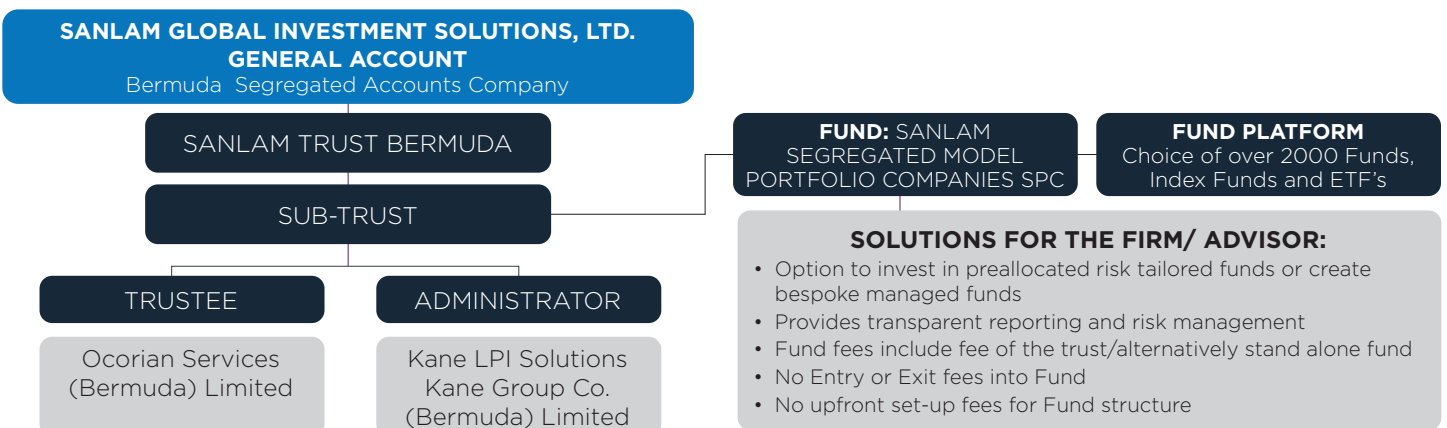 SANLAM GLOBAL INVESTMENT SOLUTIONS, LTD.
GENERAL ACCOUNT
Bermuda Segregated Accounts Company
SANLAM TRUST BERMUDA
SUB-TRUST
TRUSTEE
Ocorian Services
(Bermuda) Limited
ADMINISTRATOR
Kane LPI Solutions
Kane Group Co.
(Bermuda) Limited
FUND: SANLAM
SEGREGATED MODEL
PORTFOLIO COMPANIES SPC
FUND PLATFORM
Choice of over 2000 Funds,
Index Funds and ETF's
SOLUTIONS FOR THE FIRM/ ADVISOR:
• Option to invest in preallocated risk tailored funds or create
bespoke managed funds
• Provides transparent reporting and risk management
• Fund fees include fee of the trust/alternatively stand alone fund
• No Entry or Exit fees into Fund
• No upfront set-up fees for Fund structure